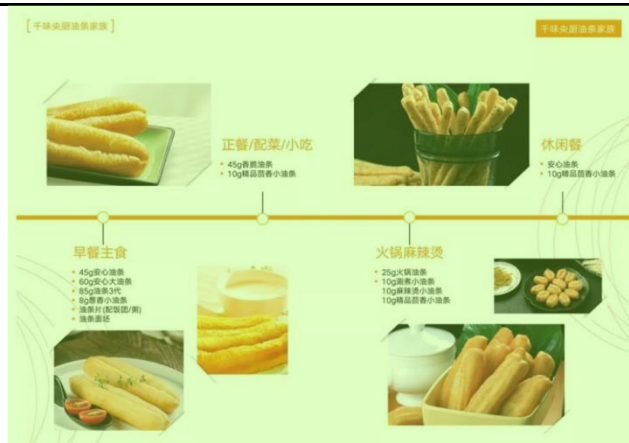 [千味央厨油条家族]
千味央厨油条家族
正餐/配菜/小吃
• 45g香脆油条
• 10g精品茴香小油条
休闲餐
• 安心油条
• 10g精品茴香小油条
早餐主食
• 45g安心油条
• 60g安心大油条
• 85g油条3代
• 8g葱香小油条
• 油条片(配饭团/粥)
• 油条面坯
火锅麻辣烫
• 25g火锅油条
• 10g涮煮小油条
10g麻辣烫小油条
10g精品茴香小油条